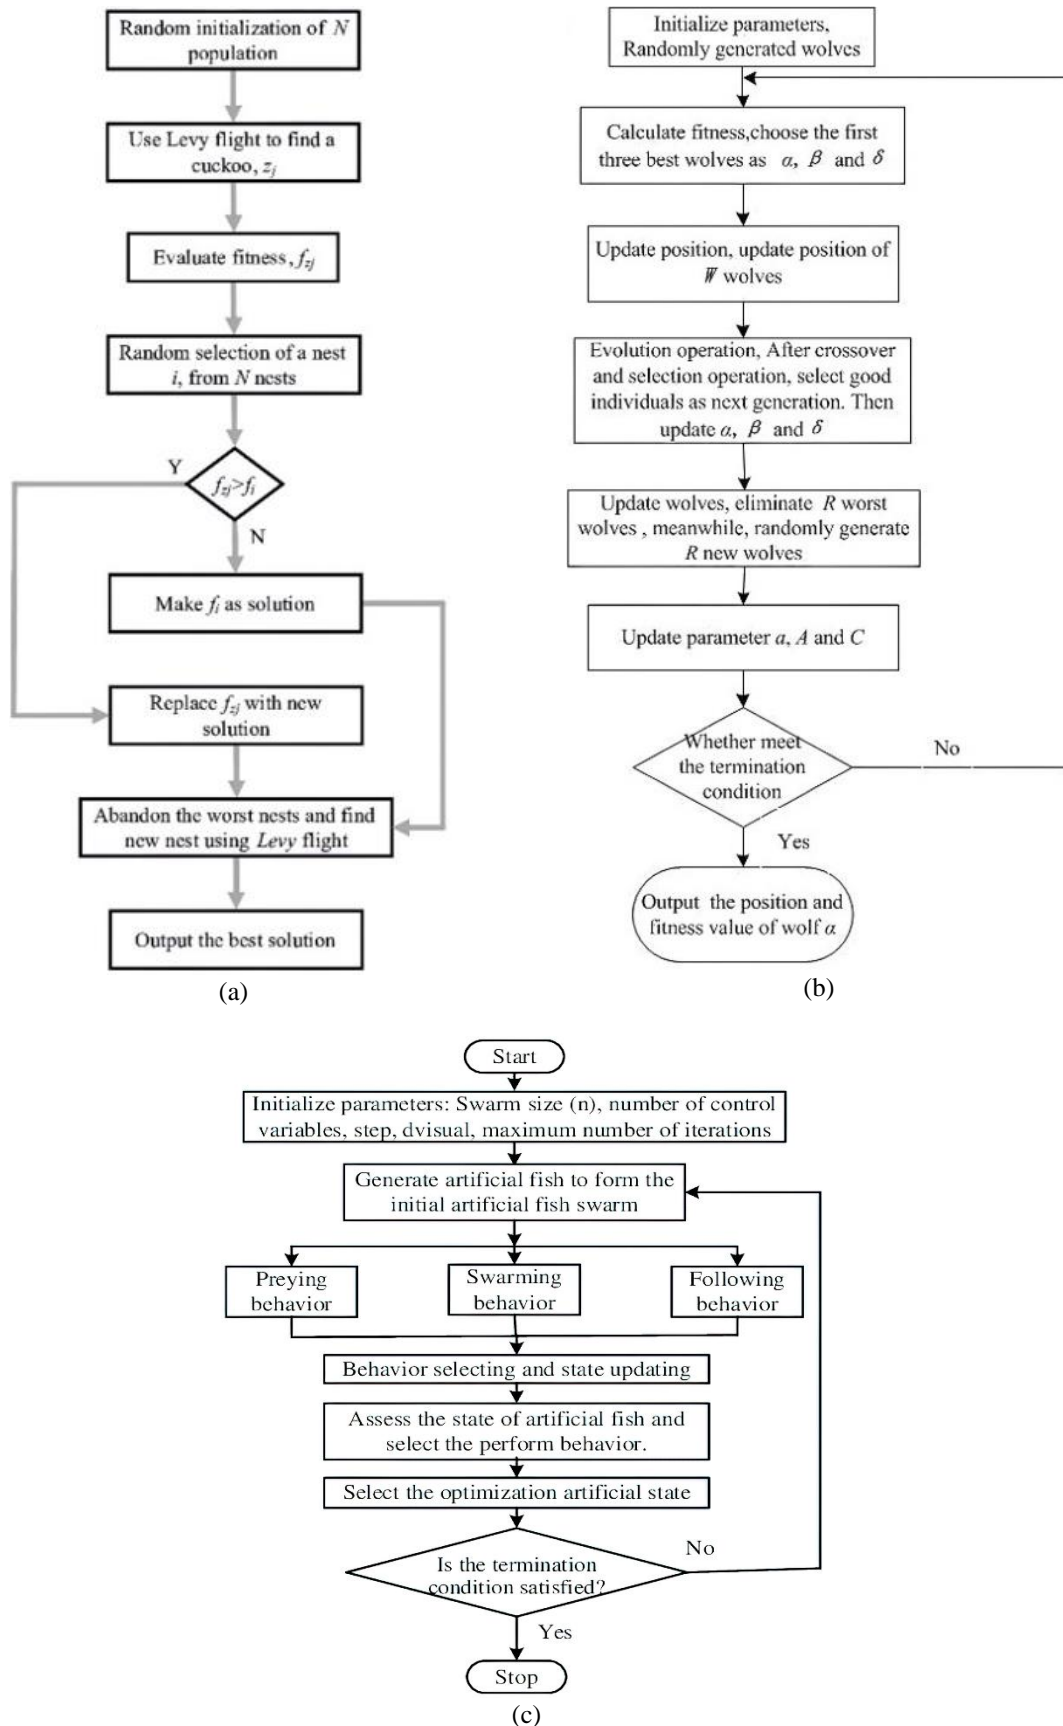 Random initialization of N
population
Use Levy flight to find a
cuckoo, zj
Evaluate fitness, fzj
Random selection of a nest
i, from N nests
Y
fzj>fi
N
Make fi as solution
Replace fzj with new
solution
Abandon the worst nests and find
new nest using Levy flight
Output the best solution
(a)
Initialize parameters,
Randomly generated wolves
Calculate fitness,choose the first
three best wolves as α, β and δ
Update position, update position of
W wolves
Evolution operation, After crossover
and selection operation, select good
individuals as next generation. Then
update α, β and δ
Update wolves, eliminate R worst
wolves , meanwhile, randomly generate
R new wolves
Update parameter a, A and C
Whether meet
the termination
condition
No
Yes
Output the position and
fitness value of wolf α
(b)
Start
Initialize parameters: Swarm size (n), number of control
variables, step, dvisual, maximum number of iterations
Generate artificial fish to form the
initial artificial fish swarm
Preying
behavior
Swarming
behavior
Following
behavior
Behavior selecting and state updating
Assess the state of artificial fish and
select the perform behavior.
Select the optimization artificial state
Is the termination
condition satisfied?
No
Yes
Stop
(c)